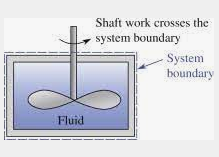 Shaft work crosses the
system boundary
System
boundary
Fluid